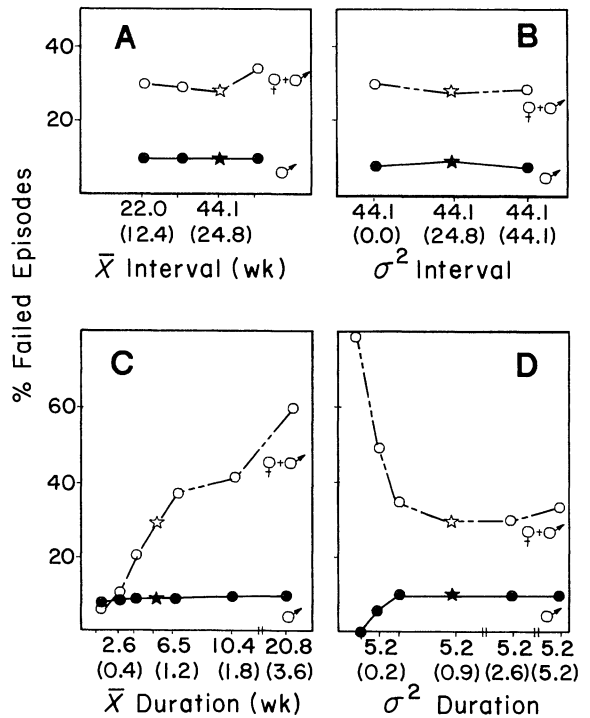 % Failed Episodes
A
40
20
♀+♂
♂
22.0 44.1
(12.4) (24.8)
X̄ Interval (wk)
B
♀+♂
♂
44.1 44.1 44.1
(0.0) (24.8) (44.1)
σ² Interval
C
60
40
20
♀+♂
♂
2.6 6.5 10.4 20.8
(0.4) (1.2) (1.8) (3.6)
X̄ Duration (wk)
D
♀+♂
♂
5.2 5.2 5.2 5.2
(0.2) (0.9) (2.6) (5.2)
σ² Duration